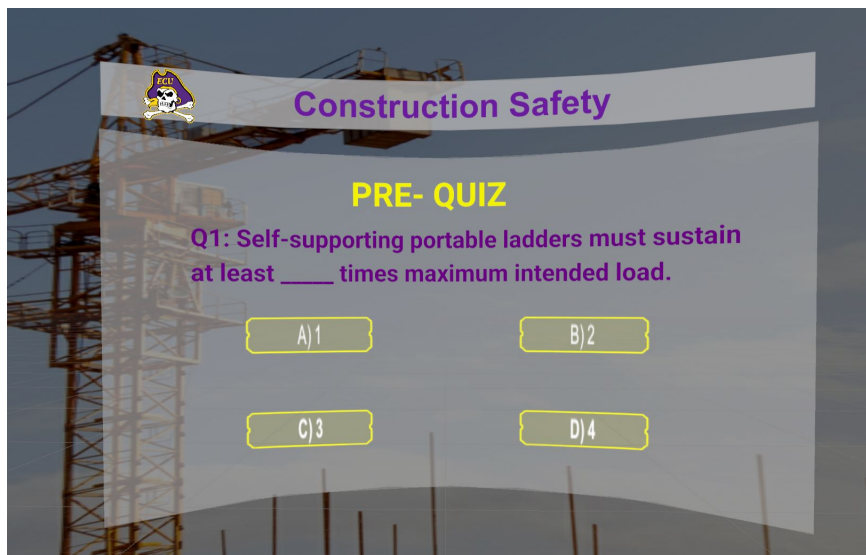 ECU
Construction Safety
PRE- QUIZ
Q1: Self-supporting portable ladders must sustain
at least _____ times maximum intended load.
A) 1
B) 2
C) 3
D) 4